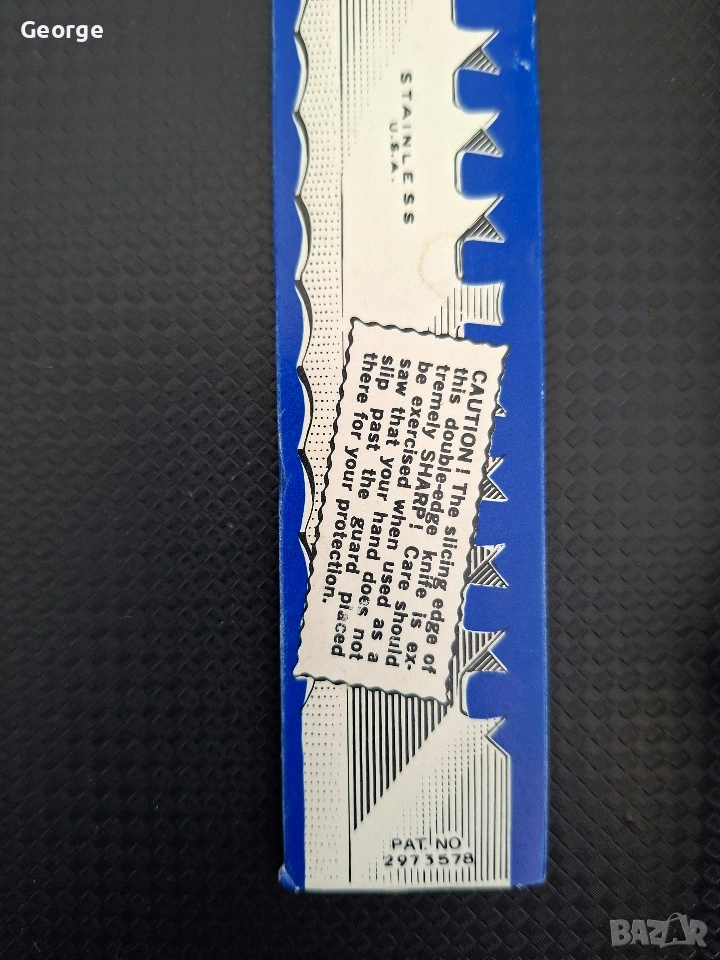 George
STAINLESS
U.S.A.
CAUTION! The slicing edge of
this double-edge knife is ex-
tremely SHARP! Care should
be exercised when used as a
saw that your hand does not
slip past the guard placed
there for your protection.
PAT. NO
2973578
BAZAR